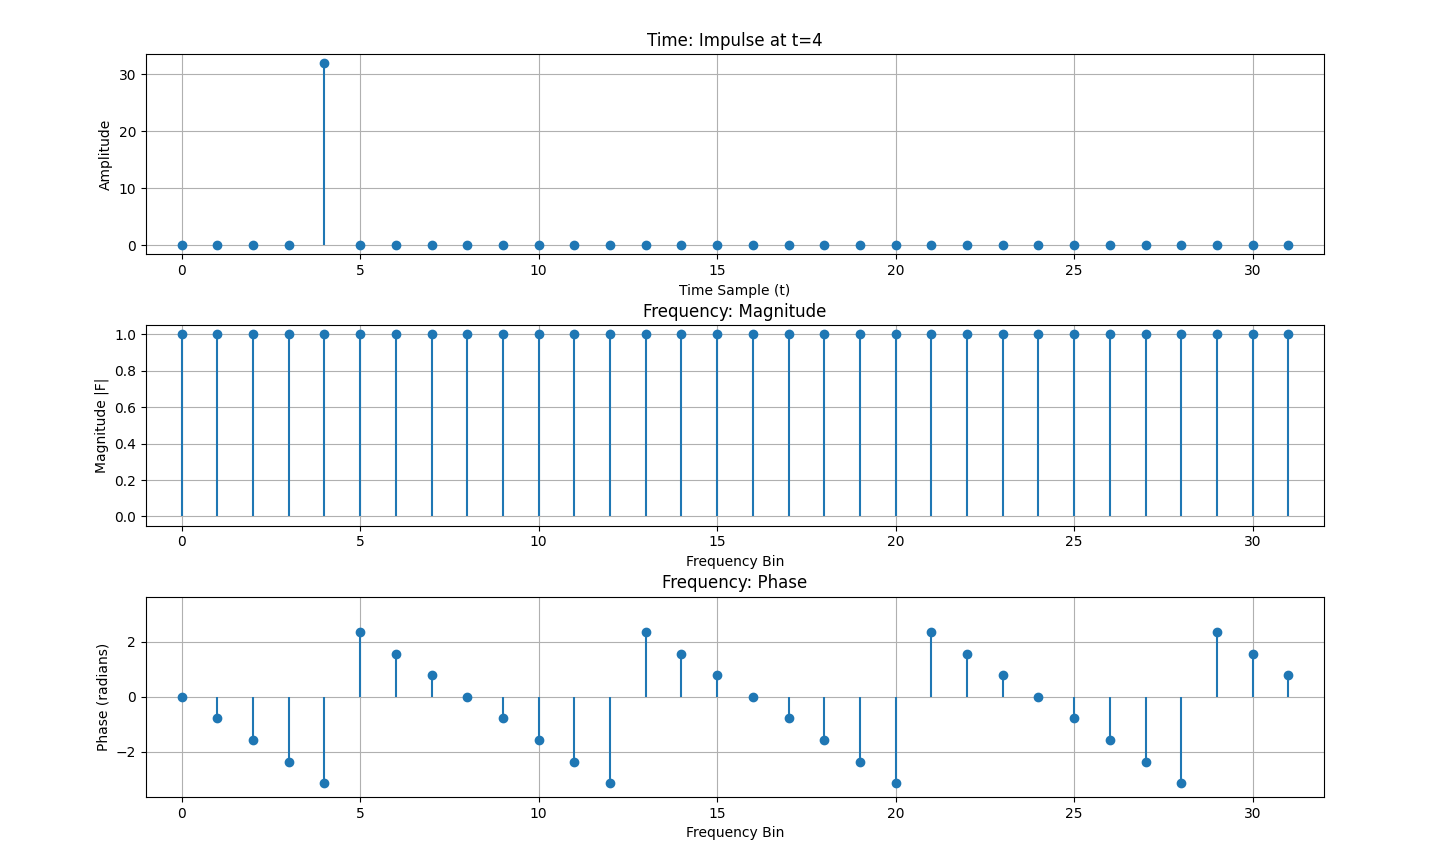 Time: Impulse at t=4
Amplitude
30
20
10
0
0 5 10 15 20 25 30
Time Sample (t)
Frequency: Magnitude
Magnitude |F|
1.0
0.8
0.6
0.4
0.2
0.0
0 5 10 15 20 25 30
Frequency Bin
Frequency: Phase
Phase (radians)
2
0
−2
0 5 10 15 20 25 30
Frequency Bin